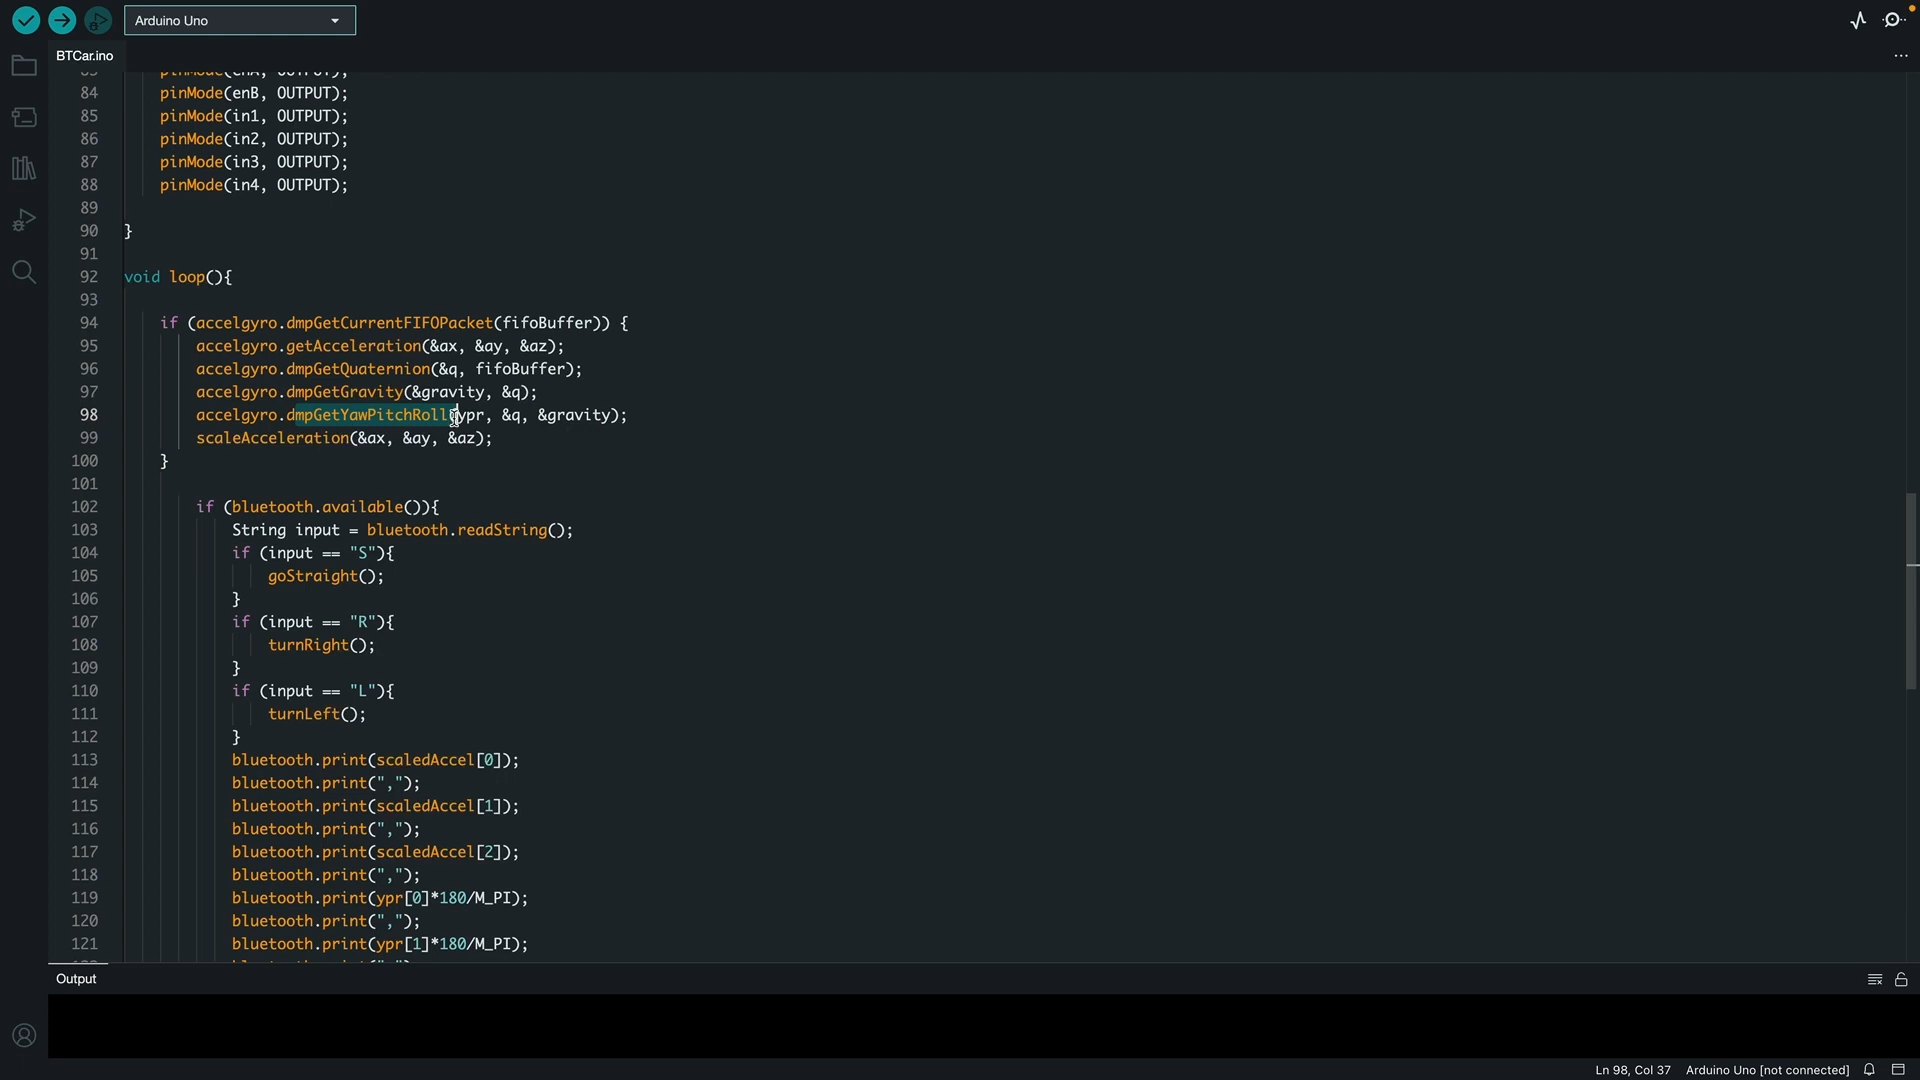 Arduino Uno
BTCar.ino
83 pinMode(enA, OUTPUT);
84 pinMode(enB, OUTPUT);
85 pinMode(in1, OUTPUT);
86 pinMode(in2, OUTPUT);
87 pinMode(in3, OUTPUT);
88 pinMode(in4, OUTPUT);
89
90 }
91
92 void loop(){
93
94 if (accelgyro.dmpGetCurrentFIFOPacket(fifoBuffer)) {
95 accelgyro.getAcceleration(&ax, &ay, &az);
96 accelgyro.dmpGetQuaternion(&q, fifoBuffer);
97 accelgyro.dmpGetGravity(&gravity, &q);
98 accelgyro.dmpGetYawPitchRoll(ypr, &q, &gravity);
99 scaleAcceleration(&ax, &ay, &az);
100 }
101
102 if (bluetooth.available()){
103 String input = bluetooth.readString();
104 if (input == "S"){
105 goStraight();
106 }
107 if (input == "R"){
108 turnRight();
109 }
110 if (input == "L"){
111 turnLeft();
112 }
113 bluetooth.print(scaledAccel[0]);
114 bluetooth.print(",");
115 bluetooth.print(scaledAccel[1]);
116 bluetooth.print(",");
117 bluetooth.print(scaledAccel[2]);
118 bluetooth.print(",");
119 bluetooth.print(ypr[0]*180/M_PI);
120 bluetooth.print(",");
121 bluetooth.print(ypr[1]*180/M_PI);
Output
Ln 98, Col 37 Arduino Uno [not connected]